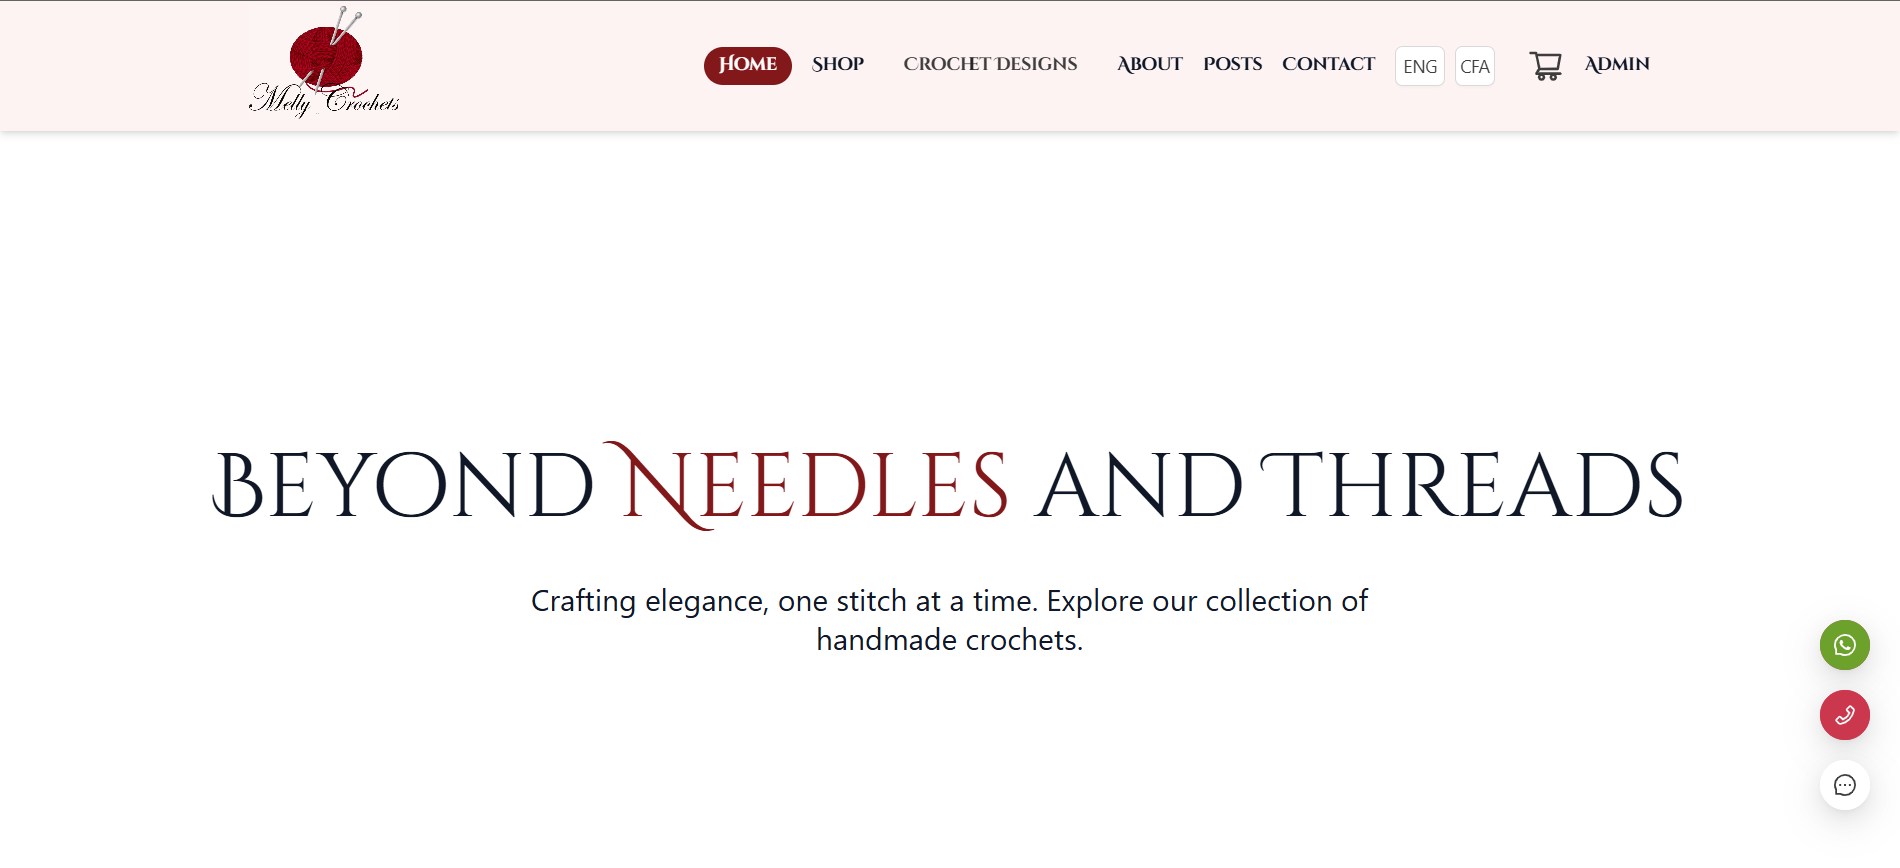 Melly Crochets
Home Shop Crochet Designs About Posts Contact ENG CFA Admin
Beyond Needles and Threads
Crafting elegance, one stitch at a time. Explore our collection of
handmade crochets.